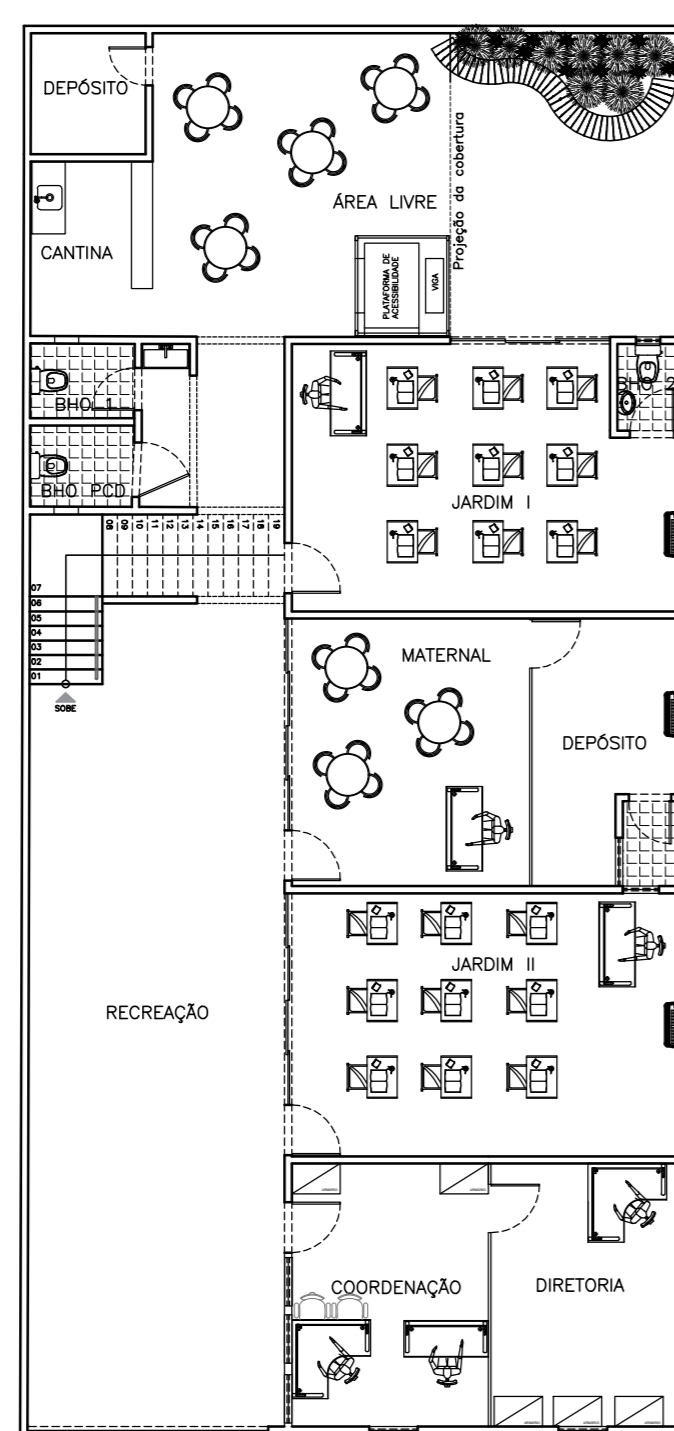 DEPÓSITO
ÁREA LIVRE
Projeção da cobertura
CANTINA
PLATAFORMA DE
ACESSIBILIDADE
VIGA
BHO 1
BHO 2
BHO PCD
JARDIM I
08 09 10 11 12 13 14 15 16 17 18 19
07
06
05
04
03
02
01
SOBE
MATERNAL
DEPÓSITO
JARDIM II
RECREAÇÃO
COORDENAÇÃO
DIRETORIA